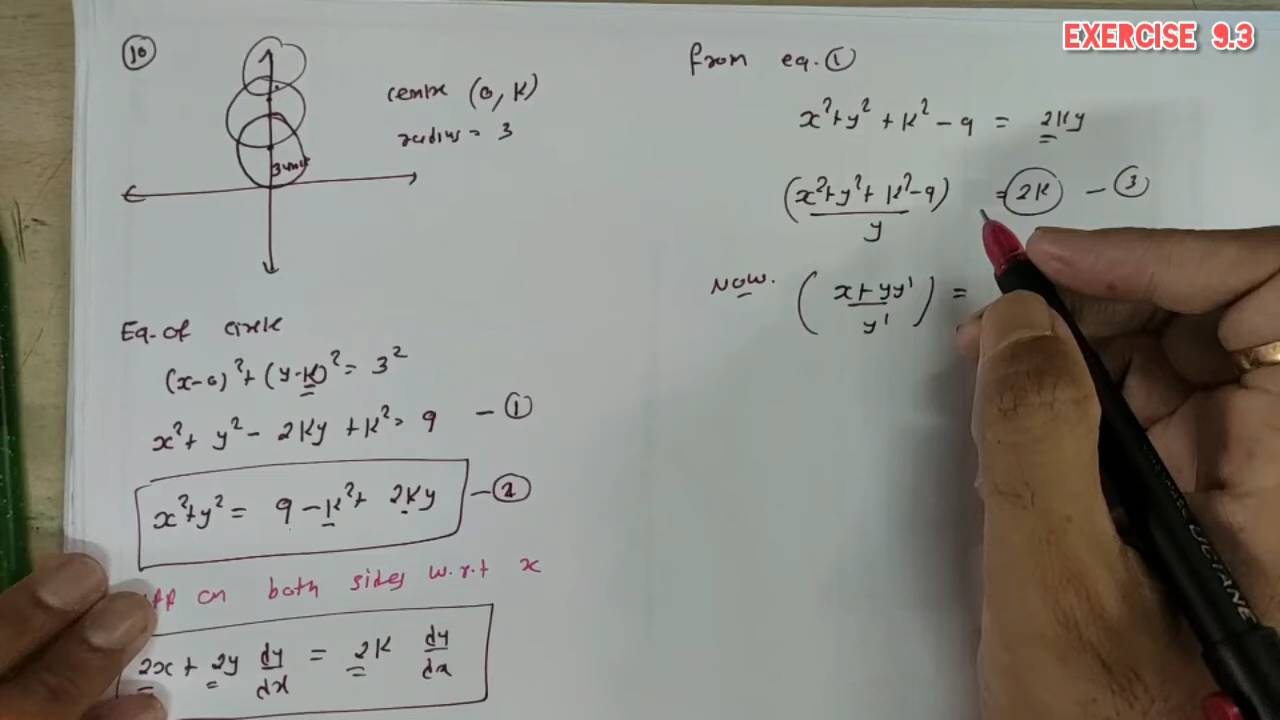 EXERCISE 9.3
10
centre (0, K)
radius = 3
3 unit
Eq. of circle
(x-0)² + (y-k)² = 3²
x² + y² - 2Ky + K² = 9 - ①
x²+y² = 9 - k² + 2Ky - ②
on both sides w.r.t x
2x + 2y dy/dx = 2K dy/dx
from eq. ①
x²+y² + K² - 9 = 2Ky
(x²+y²+ K²-9)/y = 2K - ③
Now. (x+yy'/y') =